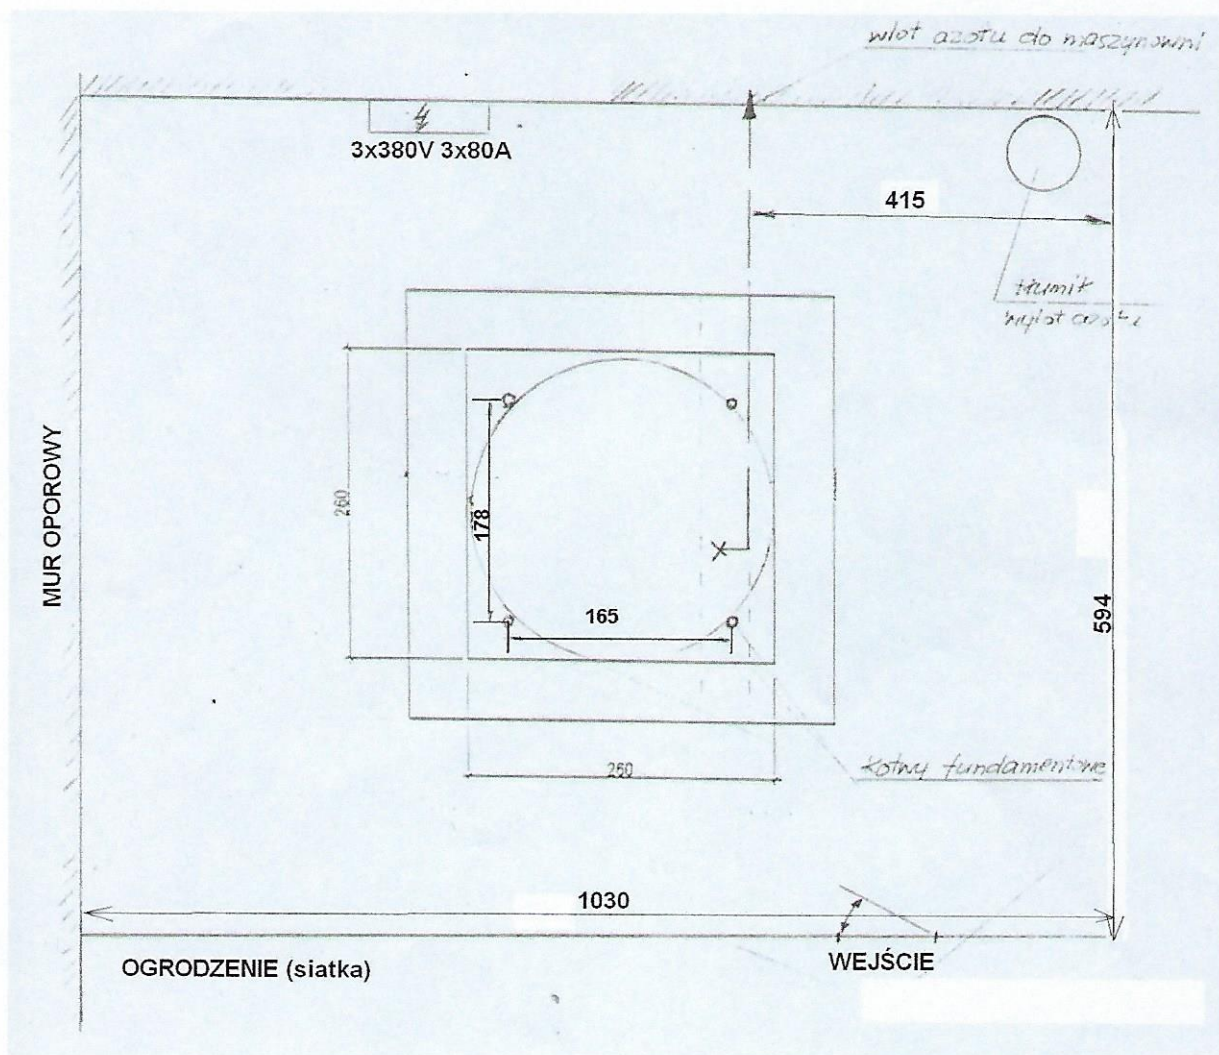 wlot azotu do maszynowni
3x380V 3x80A
415
tłumik
wylot azotu
MUR OPOROWY
260
178
165
594
260
kotwy fundamentowe
1030
OGRODZENIE (siatka)
WEJŚCIE